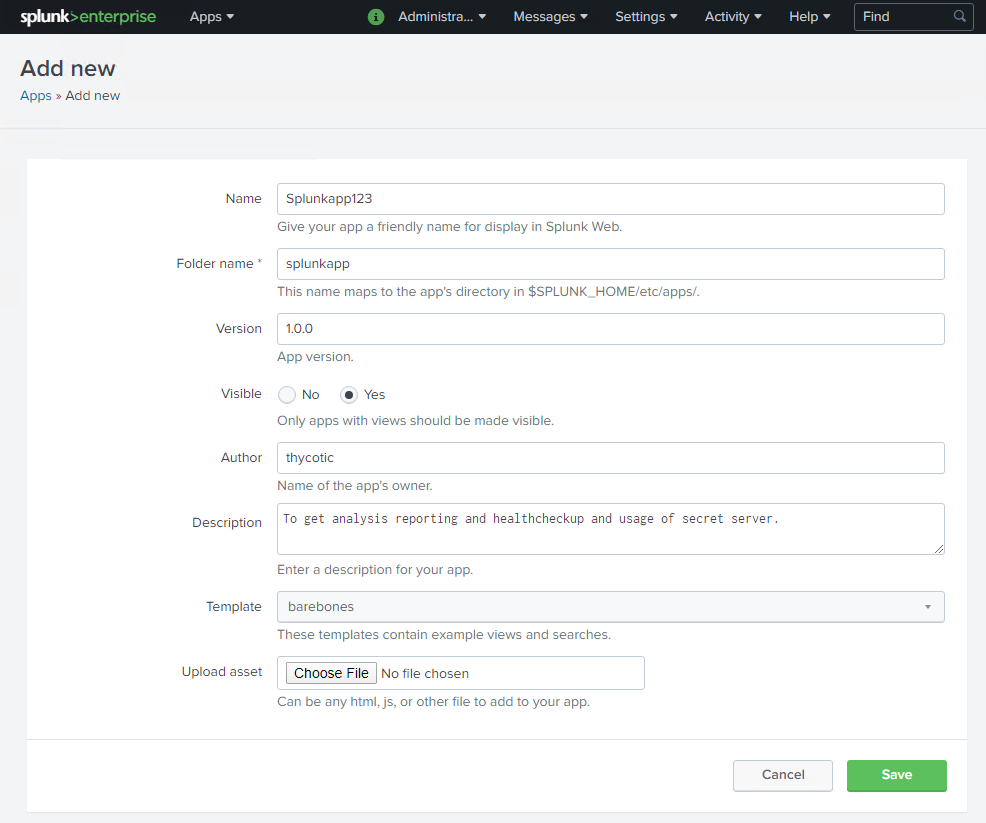 splunk>enterprise Apps Administra... Messages Settings Activity Help Find
Add new
Apps » Add new
Name Splunkapp123
Give your app a friendly name for display in Splunk Web.
Folder name * splunkapp
This name maps to the app's directory in $SPLUNK_HOME/etc/apps/.
Version 1.0.0
App version.
Visible No Yes
Only apps with views should be made visible.
Author thycotic
Name of the app's owner.
Description To get analysis reporting and healthcheckup and usage of secret server.
Enter a description for your app.
Template barebones
These templates contain example views and searches.
Upload asset Choose File No file chosen
Can be any html, js, or other file to add to your app.
Cancel Save